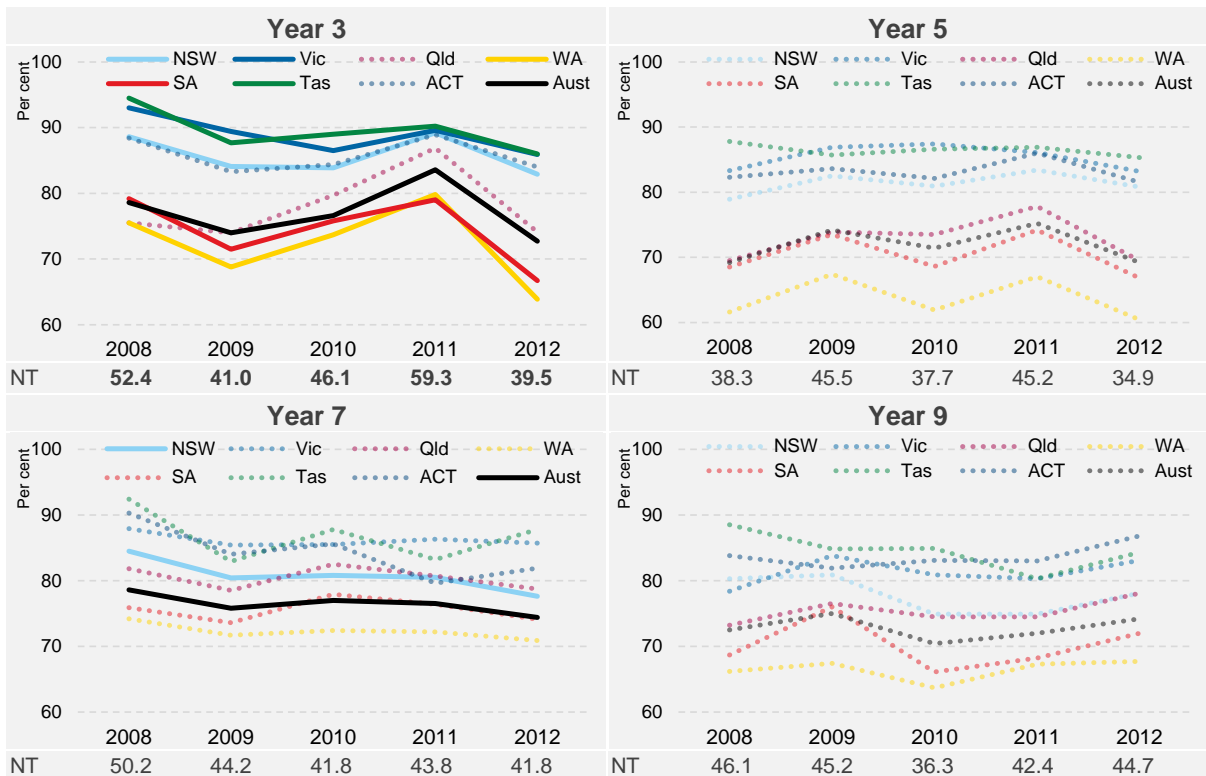 Year 3
Per cent
100
NSW Vic Qld WA
SA Tas ACT Aust
90
80
70
60
2008 2009 2010 2011 2012
NT 52.4 41.0 46.1 59.3 39.5
Year 5
Per cent
100
NSW Vic Qld WA
SA Tas ACT Aust
90
80
70
60
2008 2009 2010 2011 2012
NT 38.3 45.5 37.7 45.2 34.9
Year 7
Per cent
100
NSW Vic Qld WA
SA Tas ACT Aust
90
80
70
60
2008 2009 2010 2011 2012
NT 50.2 44.2 41.8 43.8 41.8
Year 9
Per cent
100
NSW Vic Qld WA
SA Tas ACT Aust
90
80
70
60
2008 2009 2010 2011 2012
NT 46.1 45.2 36.3 42.4 44.7